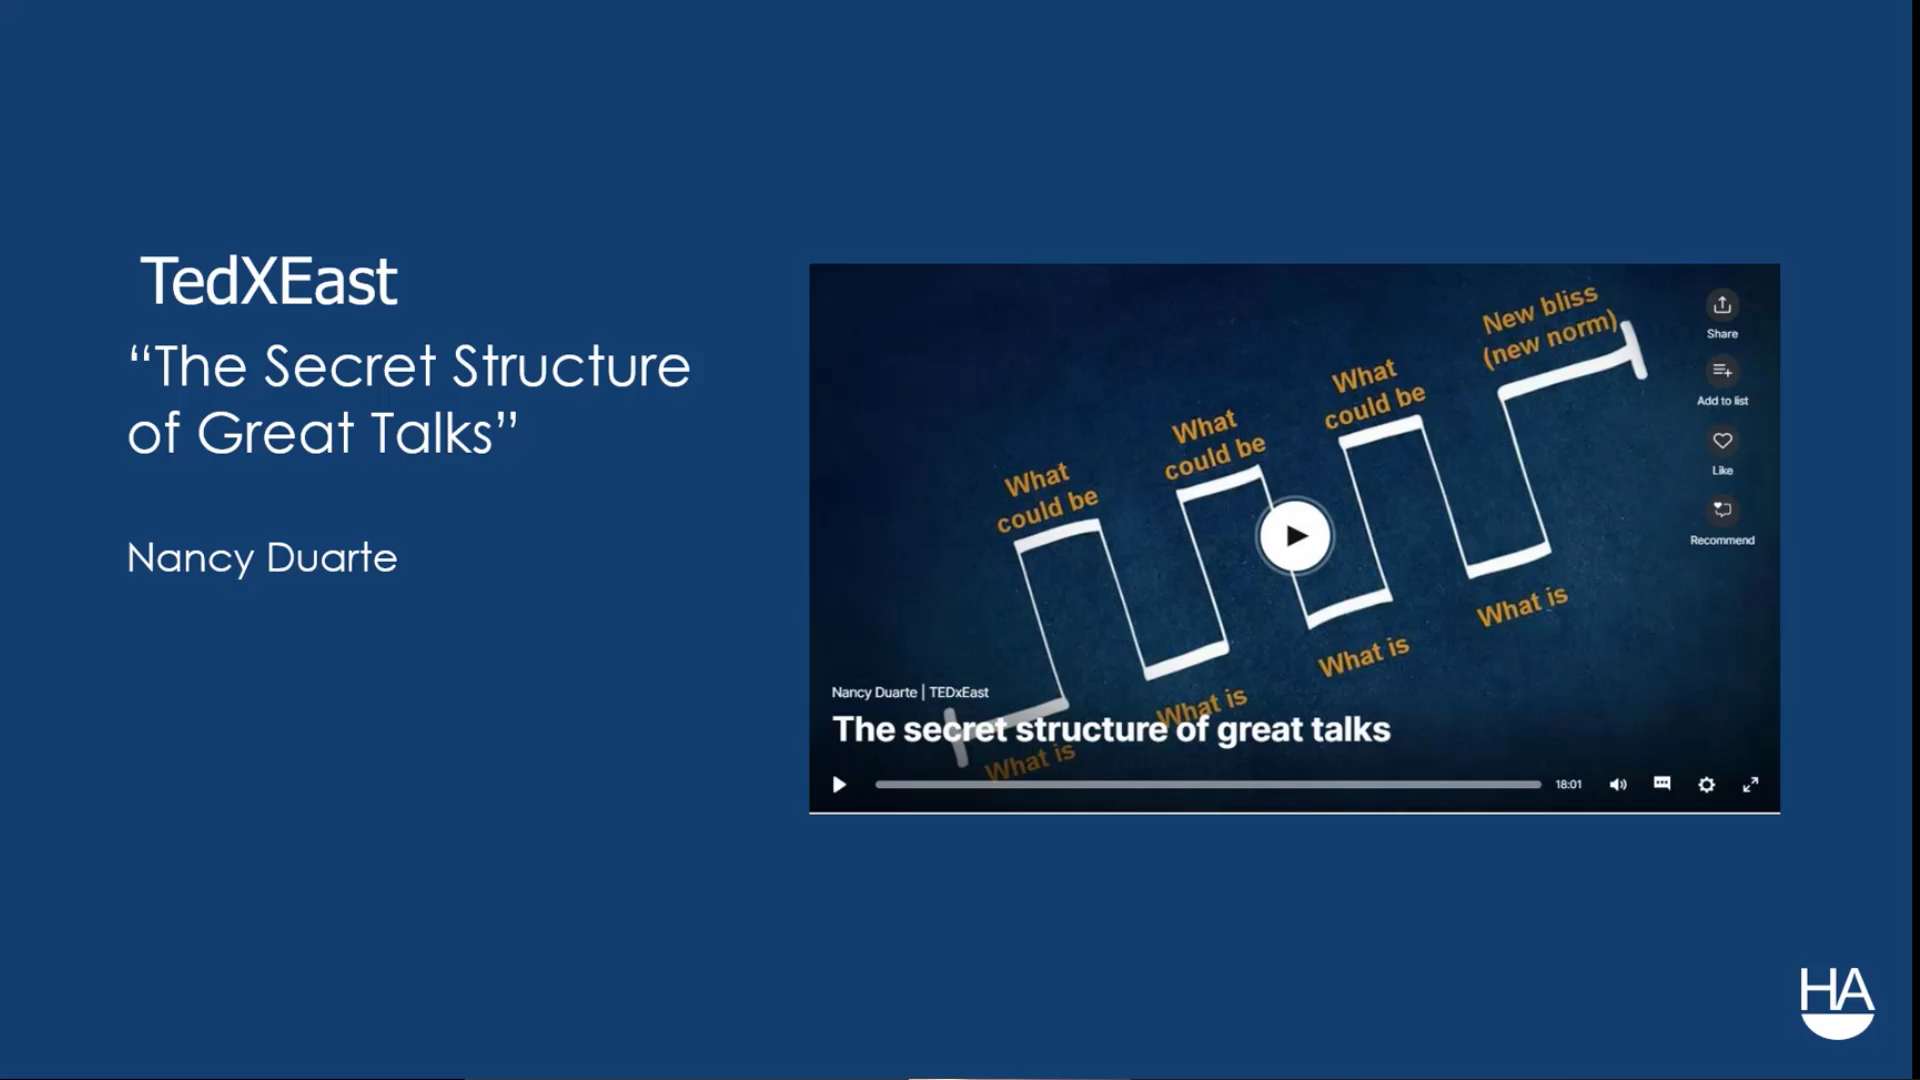 TedXEast
“The Secret Structure
of Great Talks”
Nancy Duarte
New bliss
(new norm)
What
could be
What
could be
What
could be
What is
What is
What is
What is
Share
Add to list
Like
Recommend
Nancy Duarte | TEDxEast
The secret structure of great talks
18:01
HA